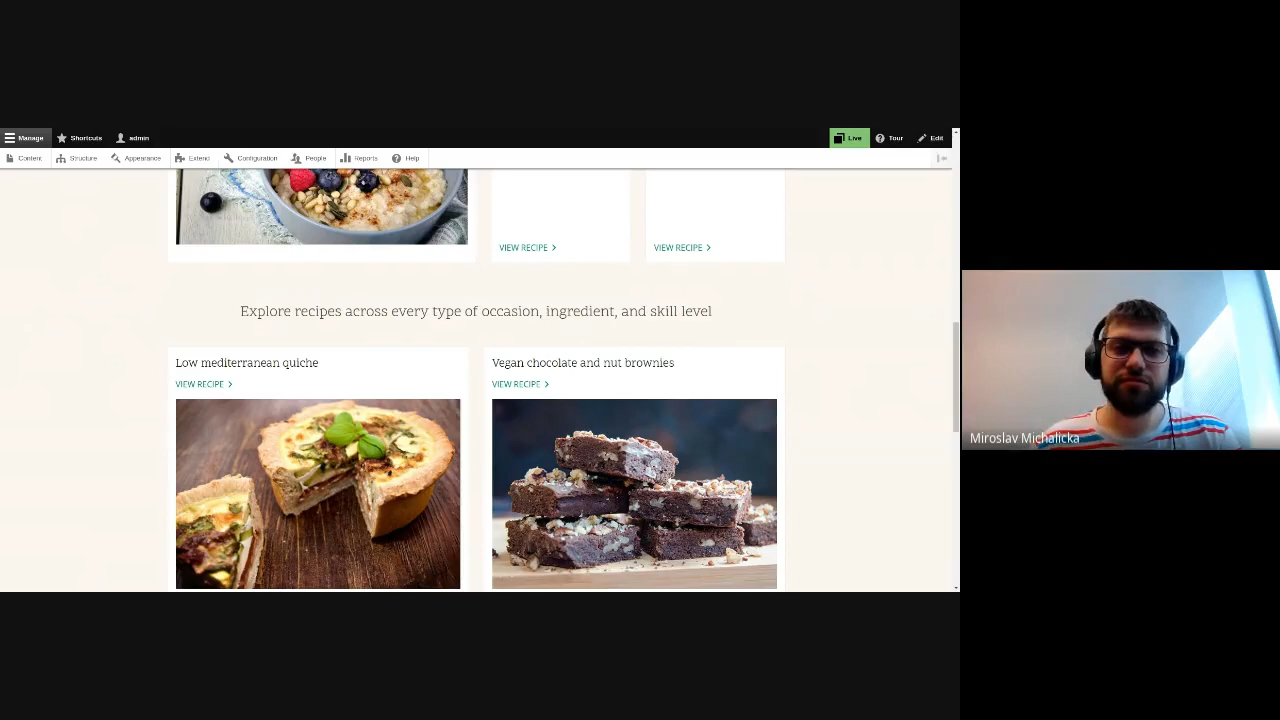 Manage Shortcuts admin Live Tour Edit
Content Structure Appearance Extend Configuration People Reports Help
VIEW RECIPE VIEW RECIPE
Explore recipes across every type of occasion, ingredient, and skill level
Low mediterranean quiche
VIEW RECIPE
Vegan chocolate and nut brownies
VIEW RECIPE
Miroslav Michalicka